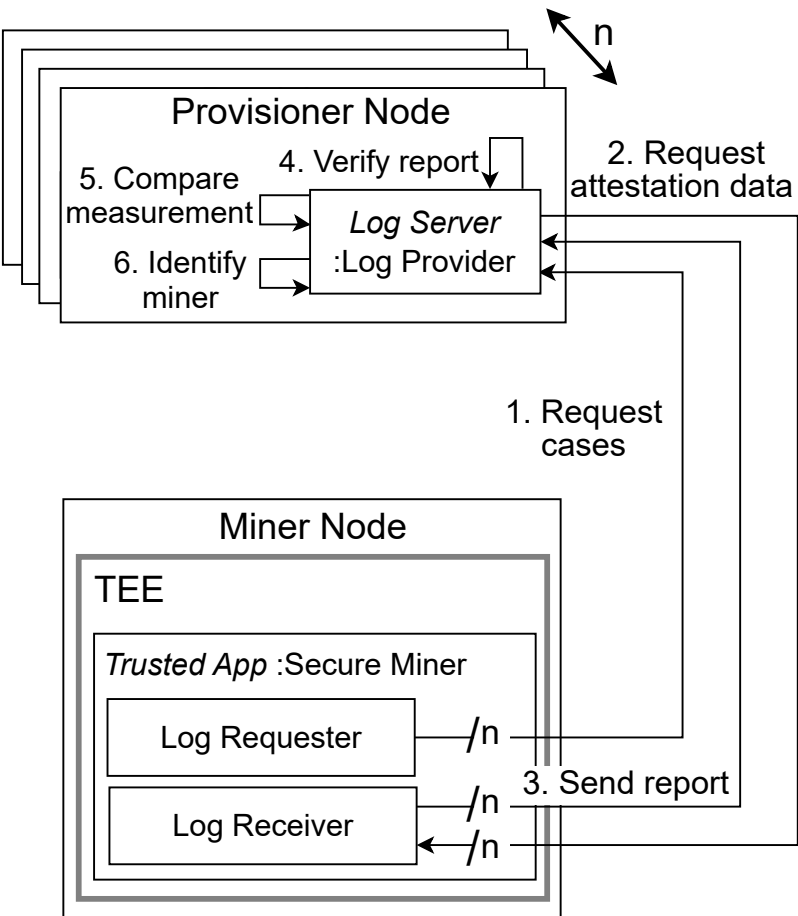 n
Provisioner Node
4. Verify report
2. Request
attestation data
5. Compare
measurement
Log Server
:Log Provider
6. Identify
miner
1. Request
cases
Miner Node
TEE
Trusted App :Secure Miner
Log Requester
/n
3. Send report
Log Receiver
/n
/n